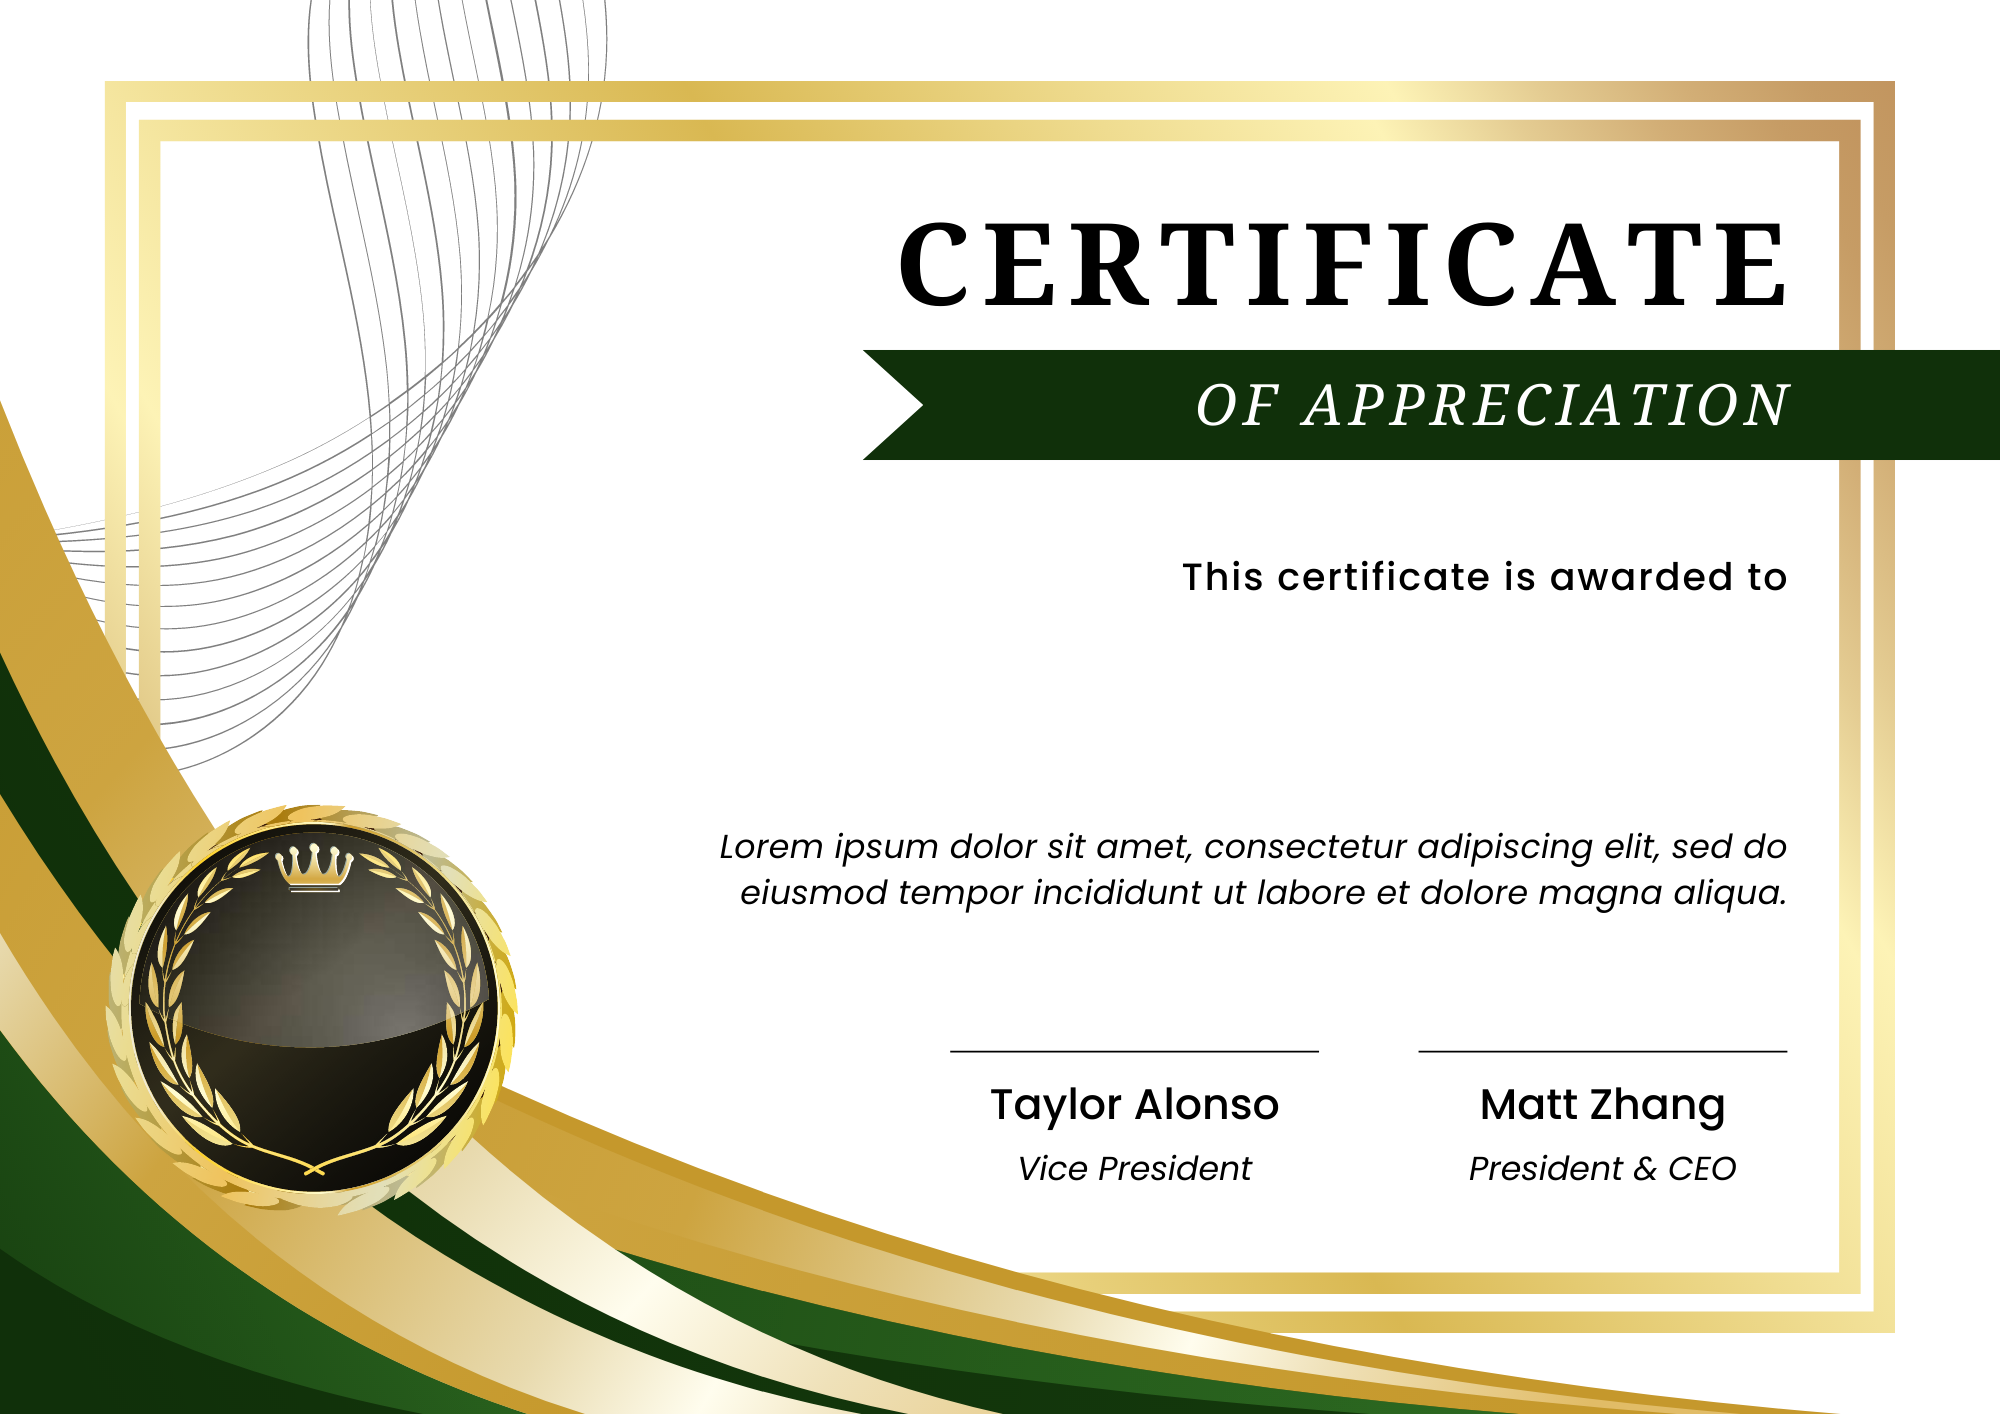 CERTIFICATE
OF APPRECIATION
This certificate is awarded to
Lorem ipsum dolor sit amet, consectetur adipiscing elit, sed do
eiusmod tempor incididunt ut labore et dolore magna aliqua.
Taylor Alonso
Vice President
Matt Zhang
President & CEO